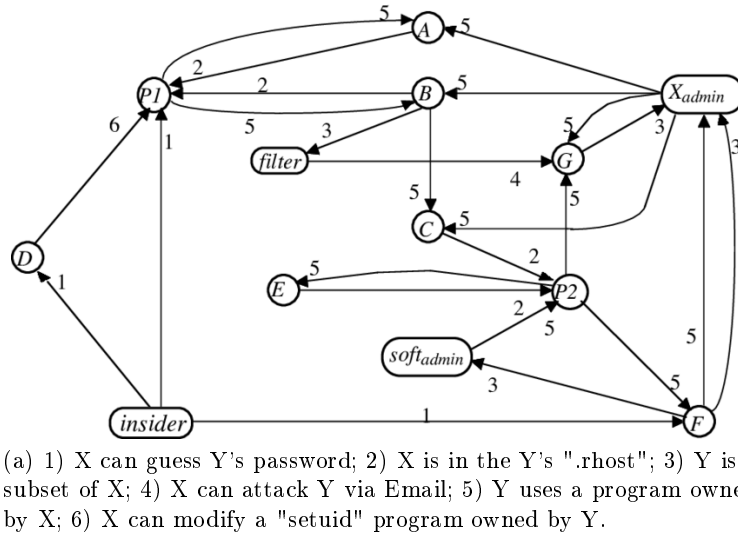 5
A
5
2
P1
2
B
5
X_admin
6
5
3
5
3
3
1
filter
G
4
5
5
C
5
2
D
1
5
E
P2
2
5
soft_admin
5
5
3
insider
1
F
(a) 1) X can guess Y's password; 2) X is in the Y's ".rhost"; 3) Y is
subset of X; 4) X can attack Y via Email; 5) Y uses a program owne
by X; 6) X can modify a "setuid" program owned by Y.